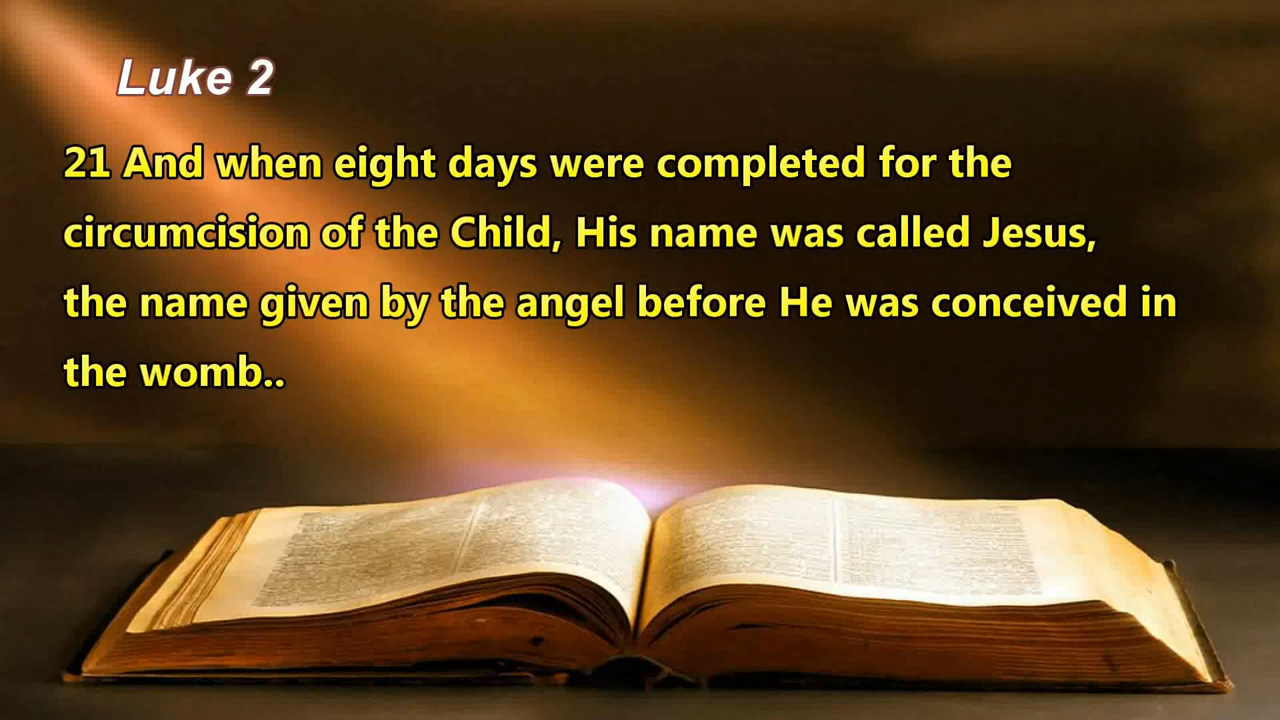 Luke 2
21 And when eight days were completed for the
circumcision of the Child, His name was called Jesus,
the name given by the angel before He was conceived in
the womb..